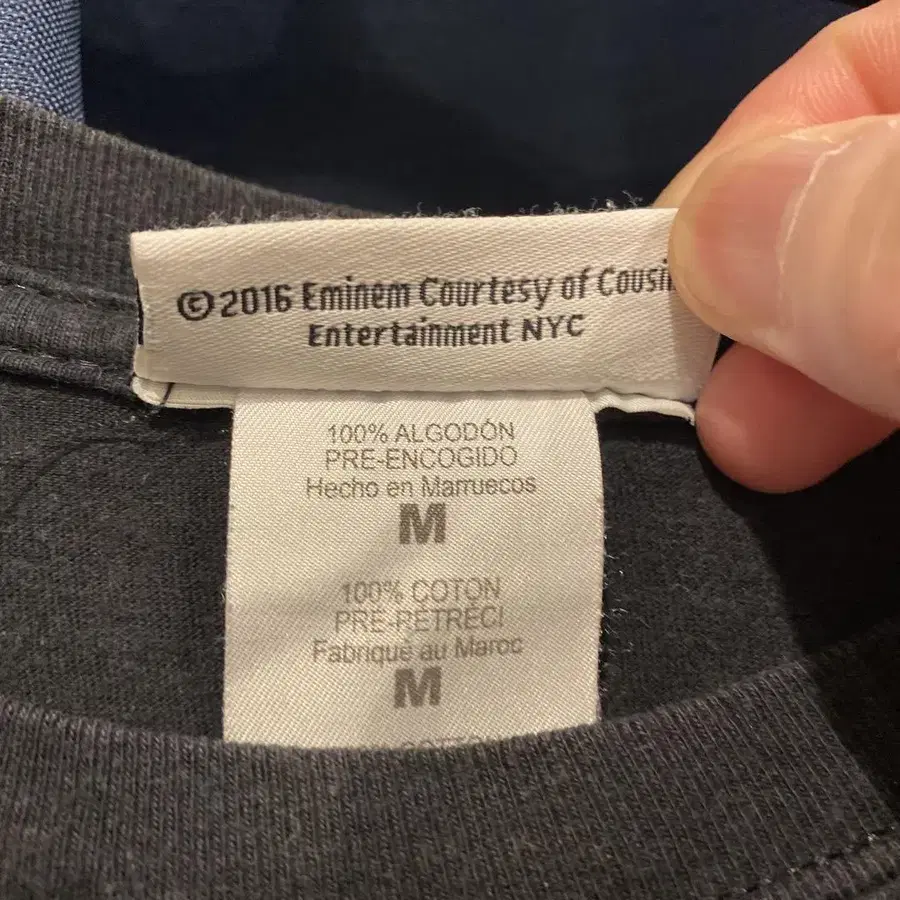 ©2016 Eminem Courtesy of Cousi
Entertainment NYC
100% ALGODÓN
PRE-ENCOGIDO
Hecho en Marruecos
M
100% COTON
PRÉ-RÉTRÉCI
Fabriqué au Maroc
M